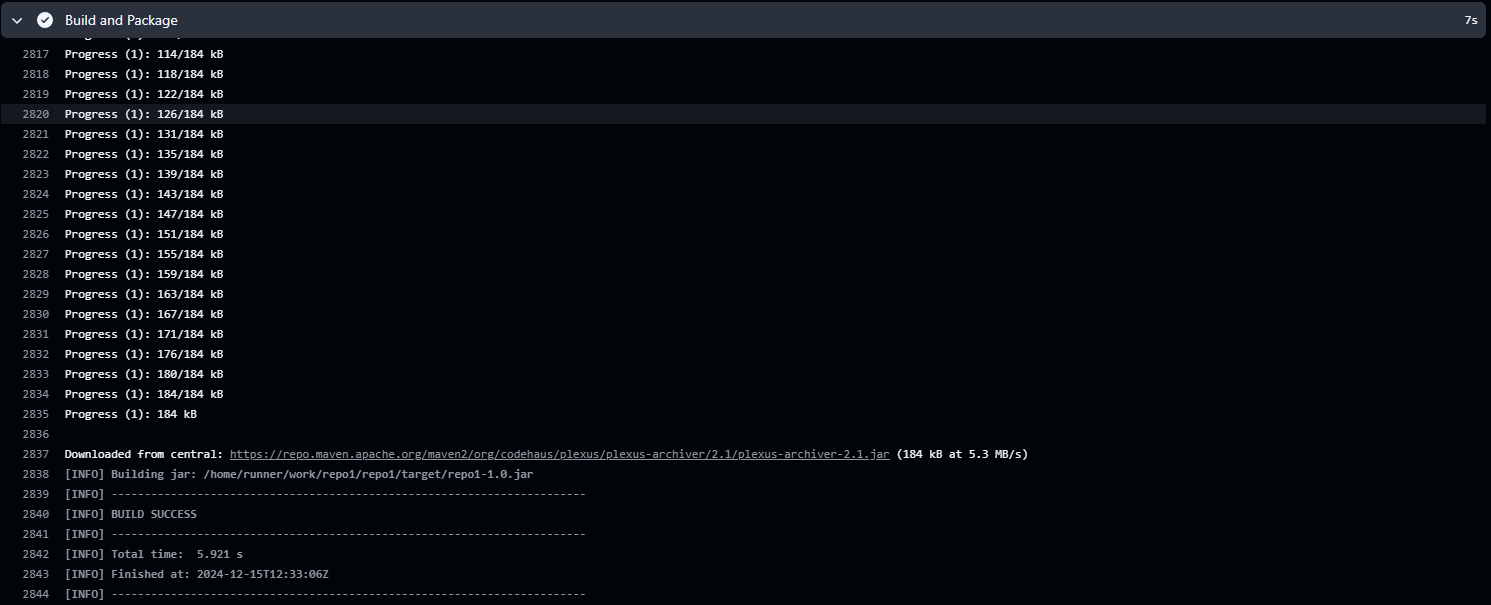 Build and Package 7s
2817 Progress (1): 114/184 kB
2818 Progress (1): 118/184 kB
2819 Progress (1): 122/184 kB
2820 Progress (1): 126/184 kB
2821 Progress (1): 131/184 kB
2822 Progress (1): 135/184 kB
2823 Progress (1): 139/184 kB
2824 Progress (1): 143/184 kB
2825 Progress (1): 147/184 kB
2826 Progress (1): 151/184 kB
2827 Progress (1): 155/184 kB
2828 Progress (1): 159/184 kB
2829 Progress (1): 163/184 kB
2830 Progress (1): 167/184 kB
2831 Progress (1): 171/184 kB
2832 Progress (1): 176/184 kB
2833 Progress (1): 180/184 kB
2834 Progress (1): 184/184 kB
2835 Progress (1): 184 kB
2836
2837 Downloaded from central: https://repo.maven.apache.org/maven2/org/codehaus/plexus/plexus-archiver/2.1/plexus-archiver-2.1.jar (184 kB at 5.3 MB/s)
2838 [INFO] Building jar: /home/runner/work/repo1/repo1/target/repo1-1.0.jar
2839 [INFO] ------------------------------------------------------------------------
2840 [INFO] BUILD SUCCESS
2841 [INFO] ------------------------------------------------------------------------
2842 [INFO] Total time:  5.921 s
2843 [INFO] Finished at: 2024-12-15T12:33:06Z
2844 [INFO] ------------------------------------------------------------------------